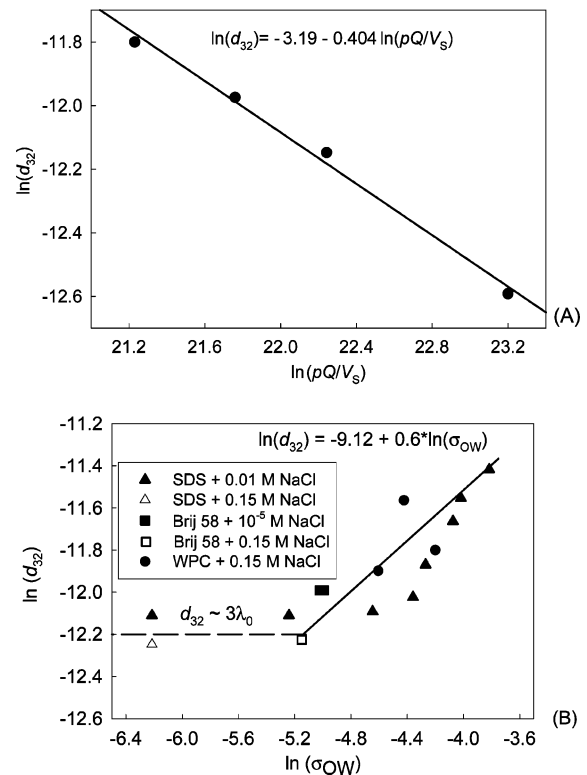 ln(d32)= -3.19 - 0.404 ln(pQ/VS)
-11.8
-12.0
-12.2
-12.4
-12.6
ln(d32)
21.2 21.6 22.0 22.4 22.8 23.2
ln(pQ/VS)
(A)
ln(d32) = -9.12 + 0.6*ln(σOW)
SDS + 0.01 M NaCl
SDS + 0.15 M NaCl
Brij 58 + 10-5 M NaCl
Brij 58 + 0.15 M NaCl
WPC + 0.15 M NaCl
d32 ~ 3λ0
-11.2
-11.4
-11.6
-11.8
-12.0
-12.2
-12.4
-12.6
ln (d32)
-6.4 -6.0 -5.6 -5.2 -4.8 -4.4 -4.0 -3.6
ln (σOW)
(B)